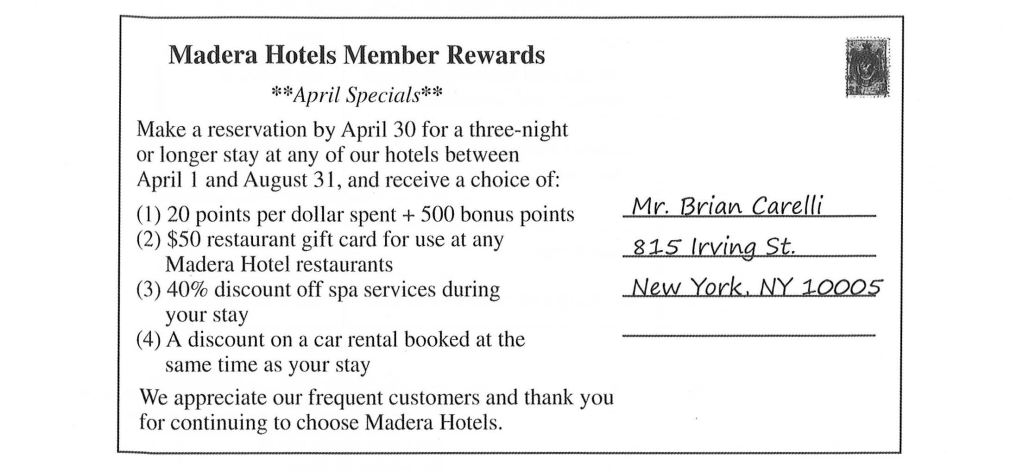 Madera Hotels Member Rewards
**April Specials**
Make a reservation by April 30 for a three-night
or longer stay at any of our hotels between
April 1 and August 31, and receive a choice of:
(1) 20 points per dollar spent + 500 bonus points
(2) $50 restaurant gift card for use at any
Madera Hotel restaurants
(3) 40% discount off spa services during
your stay
(4) A discount on a car rental booked at the
same time as your stay
We appreciate our frequent customers and thank you
for continuing to choose Madera Hotels.
Mr. Brian Carelli
815 Irving St.
New York, NY 10005